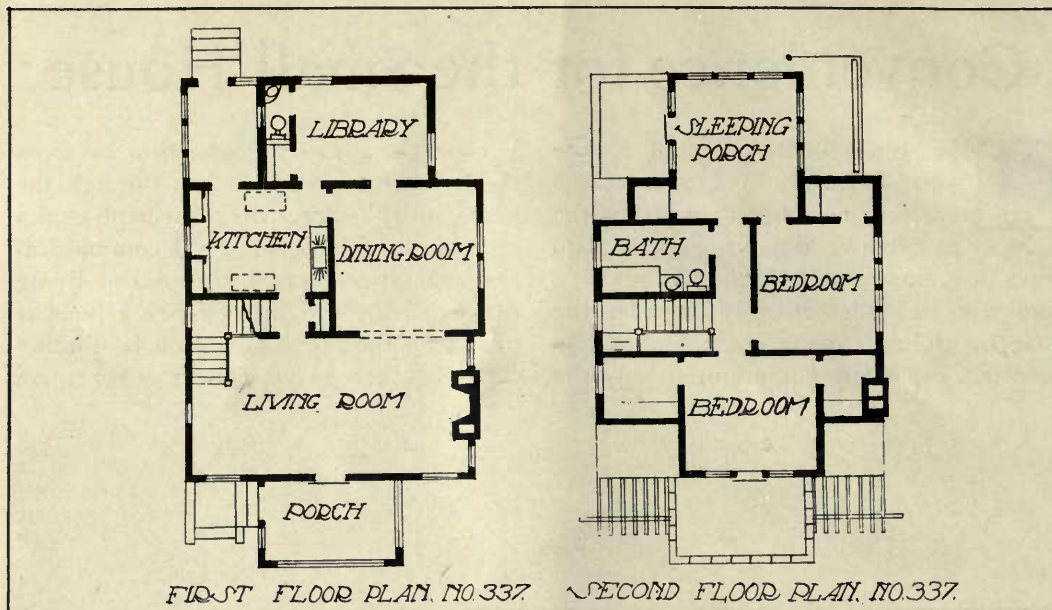 LIBRARY
KITCHEN
DINING ROOM
LIVING ROOM
PORCH
FIRST FLOOR PLAN. NO. 337.
SLEEPING
PORCH
BATH
BEDROOM
BEDROOM
SECOND FLOOR PLAN. NO. 337.